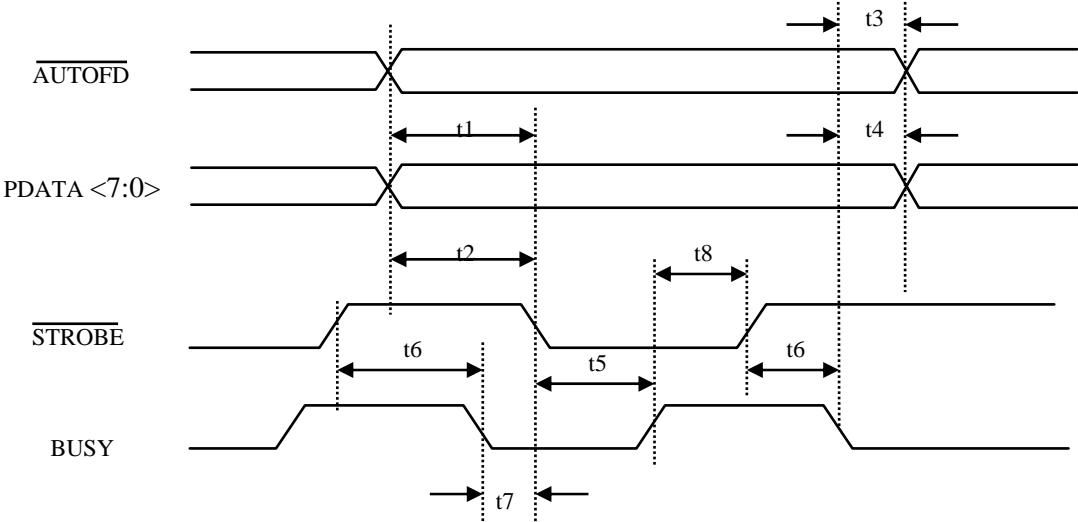 t3
AUTOFD
t1
t4
PDATA <7:0>
t2
t8
STROBE
t6
t5
t6
BUSY
t7